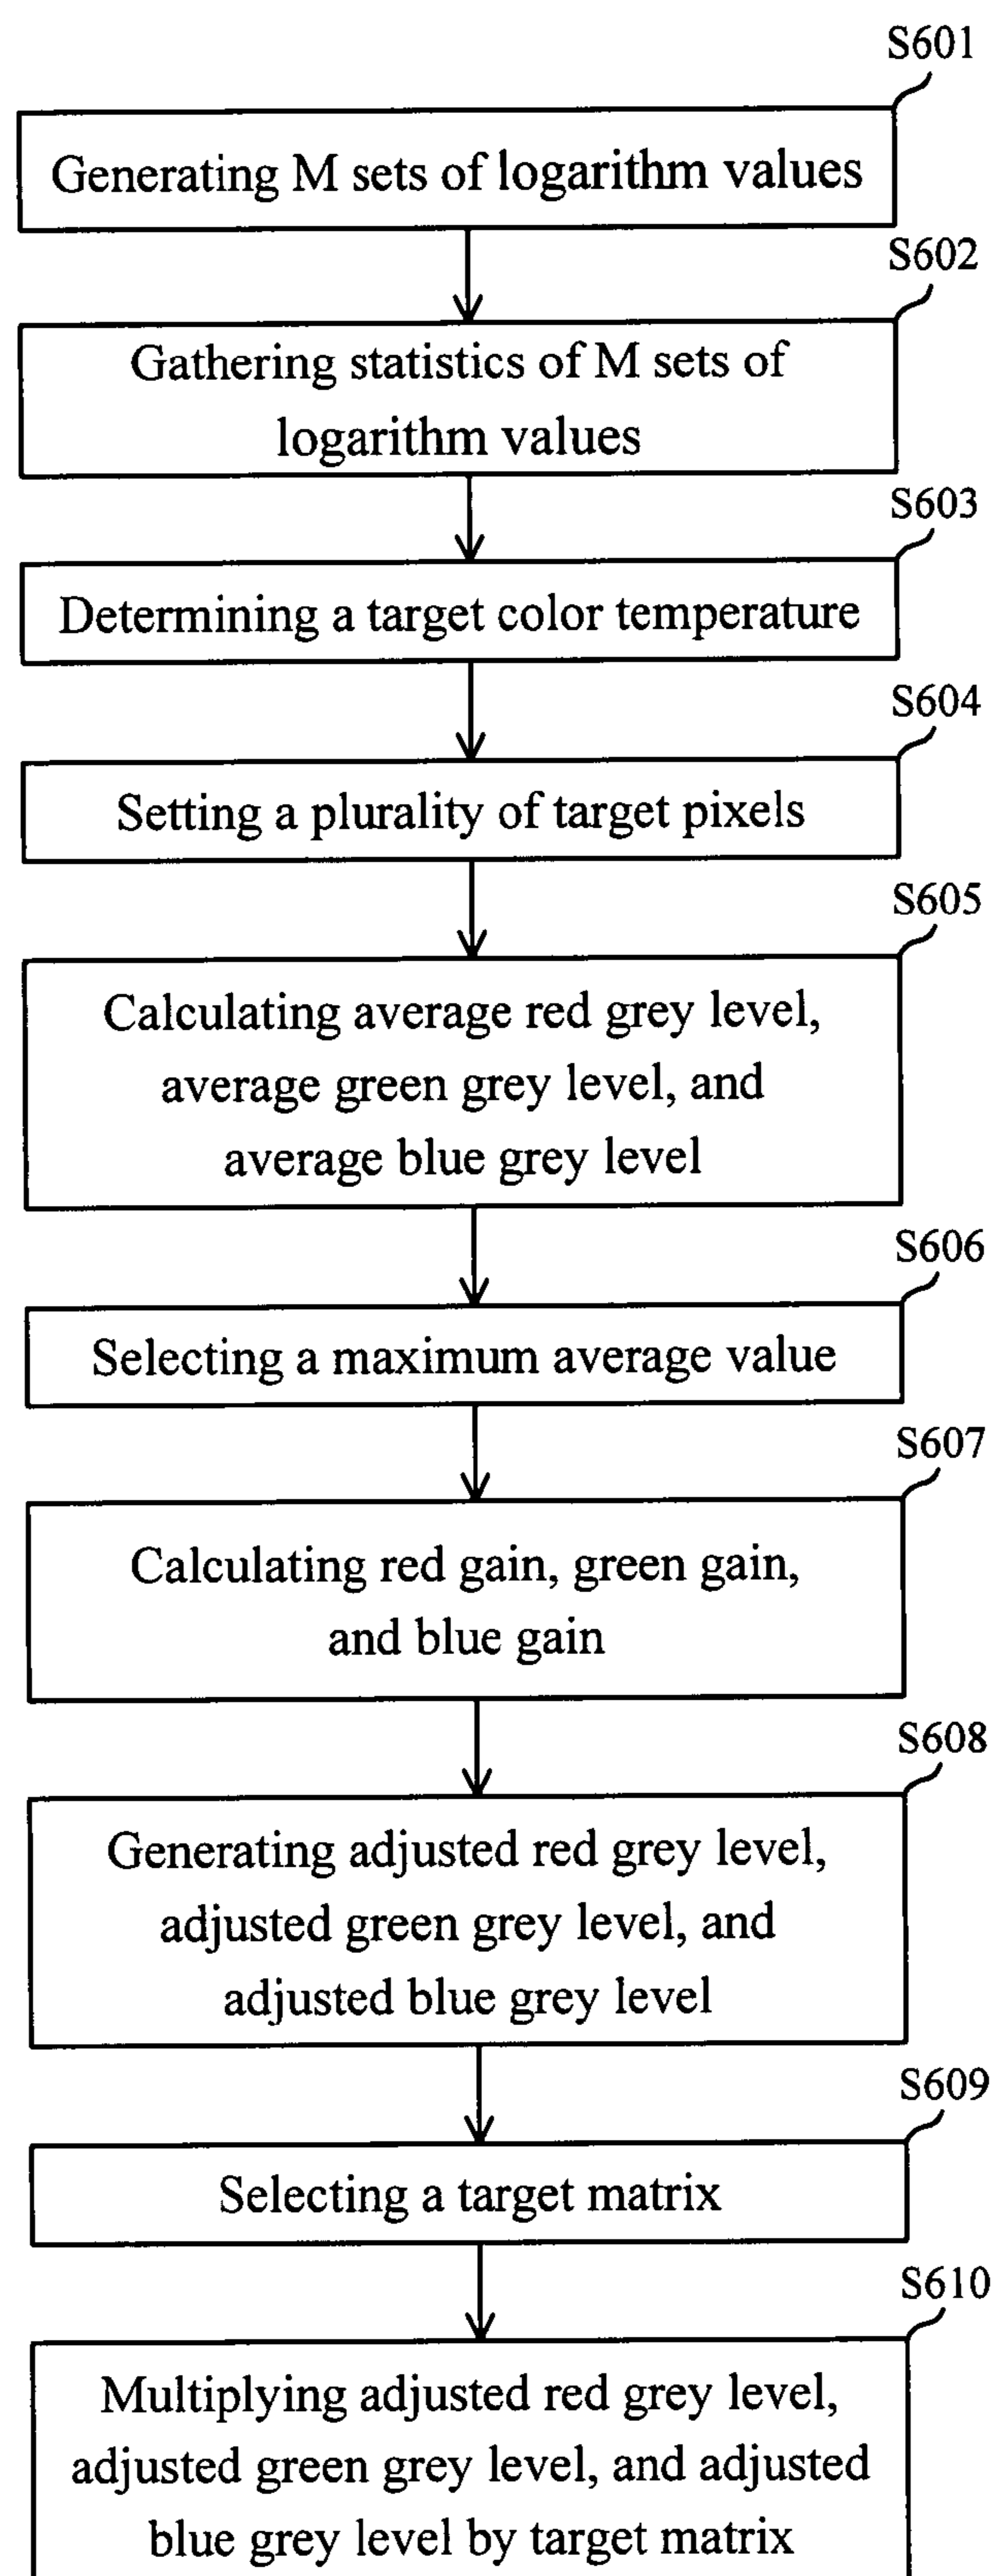 S601
Generating M sets of logarithm values
S602
Gathering statistics of M sets of
logarithm values
S603
Determining a target color temperature
S604
Setting a plurality of target pixels
S605
Calculating average red grey level,
average green grey level, and
average blue grey level
S606
Selecting a maximum average value
S607
Calculating red gain, green gain,
and blue gain
S608
Generating adjusted red grey level,
adjusted green grey level, and
adjusted blue grey level
S609
Selecting a target matrix
S610
Multiplying adjusted red grey level,
adjusted green grey level, and adjusted
blue grey level by target matrix